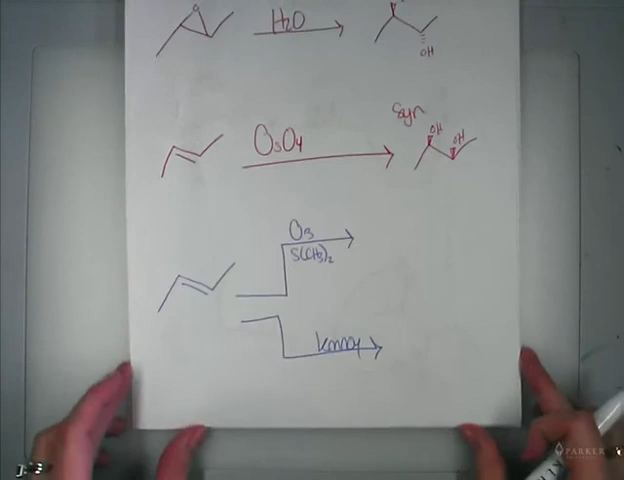 O
H2O
OH
Syn
OsO4
OH OH
O3
S(CH3)2
KMnO4
PARKER